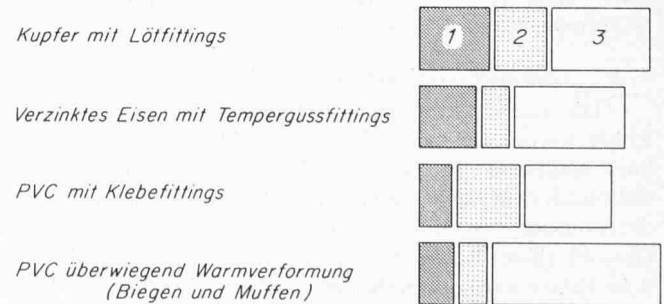 Kupfer mit Lötfittings
1 2 3
Verzinktes Eisen mit Tempergussfittings
PVC mit Klebefittings
PVC überwiegend Warmverformung
(Biegen und Muffen)